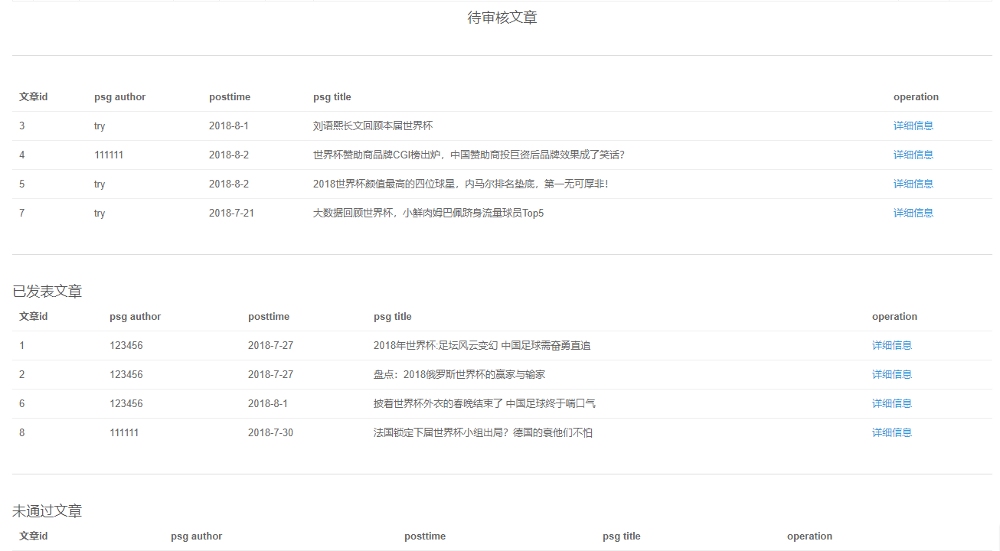 待审核文章
文章id psg author posttime psg title operation
3 try 2018-8-1 刘语熙长文回顾本届世界杯 详细信息
4 111111 2018-8-2 世界杯赞助商品牌CGI榜出炉，中国赞助商投巨资后品牌效果成了笑话？ 详细信息
5 try 2018-8-2 2018世界杯颜值最高的四位球星，内马尔排名垫底，第一无可厚非！ 详细信息
7 try 2018-7-21 大数据回顾世界杯，小鲜肉姆巴佩跻身流量球员Top5 详细信息
已发表文章
文章id psg author posttime psg title operation
1 123456 2018-7-27 2018年世界杯:足坛风云变幻 中国足球需奋勇直追 详细信息
2 123456 2018-7-27 盘点：2018俄罗斯世界杯的赢家与输家 详细信息
6 123456 2018-8-1 披着世界杯外衣的春晚结束了 中国足球终于喘口气 详细信息
8 111111 2018-7-30 法国锁定下届世界杯小组出局？德国的衰他们不怕 详细信息
未通过文章
文章id psg author posttime psg title operation